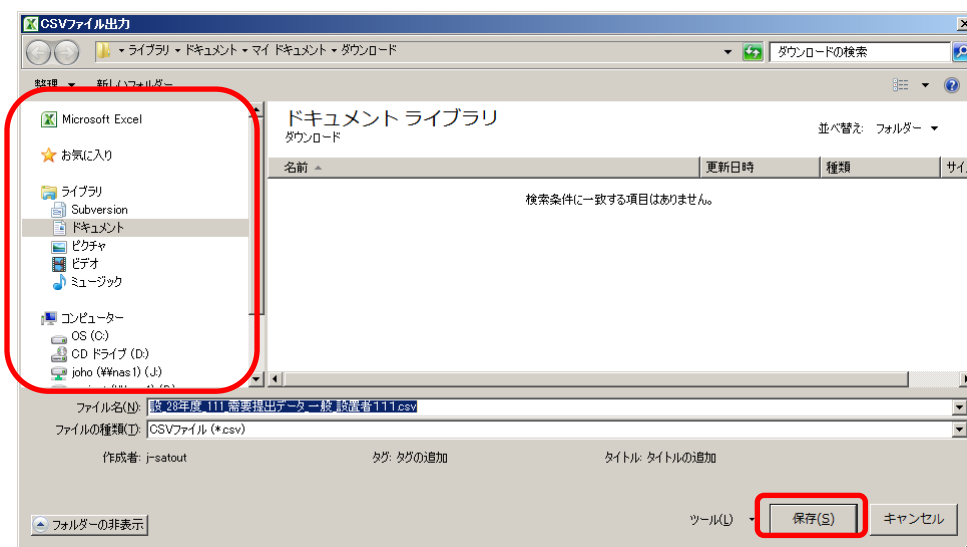 CSVファイル出力
▾ ライブラリ ▾ ドキュメント ▾ マイ ドキュメント ▾ ダウンロード
ダウンロードの検索
整理 ▼ 新しいフォルダー
Microsoft Excel
お気に入り
ライブラリ
Subversion
ドキュメント
ピクチャ
ビデオ
ミュージック
コンピューター
OS (C:)
CD ドライブ (D:)
joho (¥¥nas1) (J:)
ドキュメント ライブラリ
ダウンロード
並べ替え: フォルダー ▼
名前 更新日時 種類 サイ
検索条件に一致する項目はありません。
ファイル名(N): 設_28年度_111_需要提出データ_一般_設置者111.csv
ファイルの種類(T): CSVファイル (*.csv)
作成者: j-satout タグ: タグの追加 タイトル: タイトルの追加
フォルダーの非表示 ツール(L) ▼ 保存(S) キャンセル